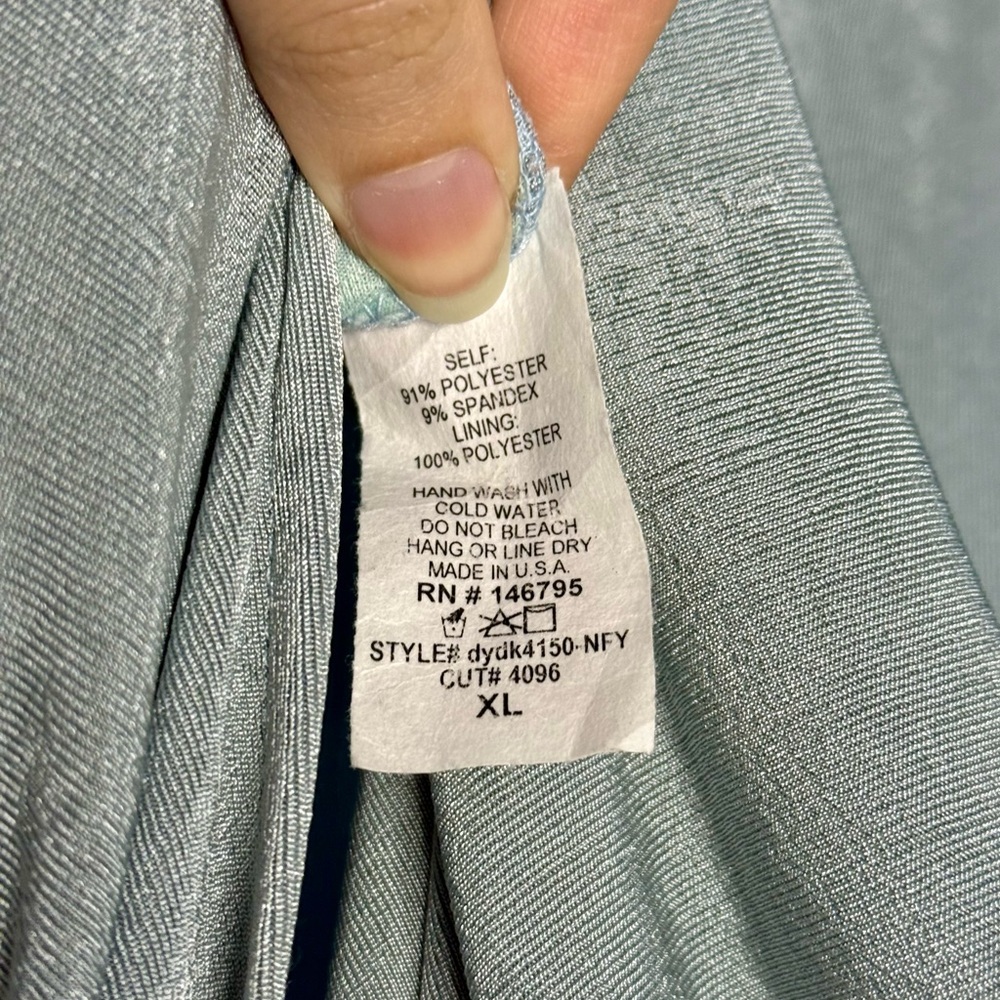 SELF:
91% POLYESTER
9% SPANDEX
LINING:
100% POLYESTER
HAND WASH WITH
COLD WATER
DO NOT BLEACH
HANG OR LINE DRY
MADE IN U.S.A.
RN # 146795
STYLE# dydk4150-NFY
CUT# 4096
XL